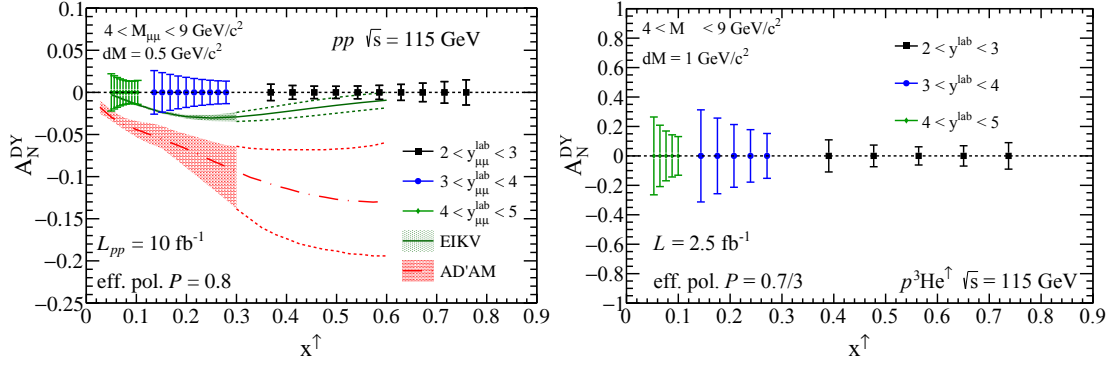 4 < M_μμ < 9 GeV/c²
dM = 0.5 GeV/c²
pp √s = 115 GeV
A_N^DY
0.1
0.05
0
−0.05
−0.1
−0.15
−0.2
−0.25
2 < y_μμ^lab < 3
3 < y_μμ^lab < 4
4 < y_μμ^lab < 5
EIKV
AD'AM
L_pp = 10 fb⁻¹
eff. pol. P = 0.8
0 0.1 0.2 0.3 0.4 0.5 0.6 0.7 0.8 0.9
x^↑
4 < M < 9 GeV/c²
dM = 1 GeV/c²
2 < y^lab < 3
3 < y^lab < 4
4 < y^lab < 5
A_N^DY
1
0.8
0.6
0.4
0.2
0
−0.2
−0.4
−0.6
−0.8
−1
L = 2.5 fb⁻¹
eff. pol. P = 0.7/3
p³He^↑ √s = 115 GeV
0 0.1 0.2 0.3 0.4 0.5 0.6 0.7 0.8 0.9
x^↑